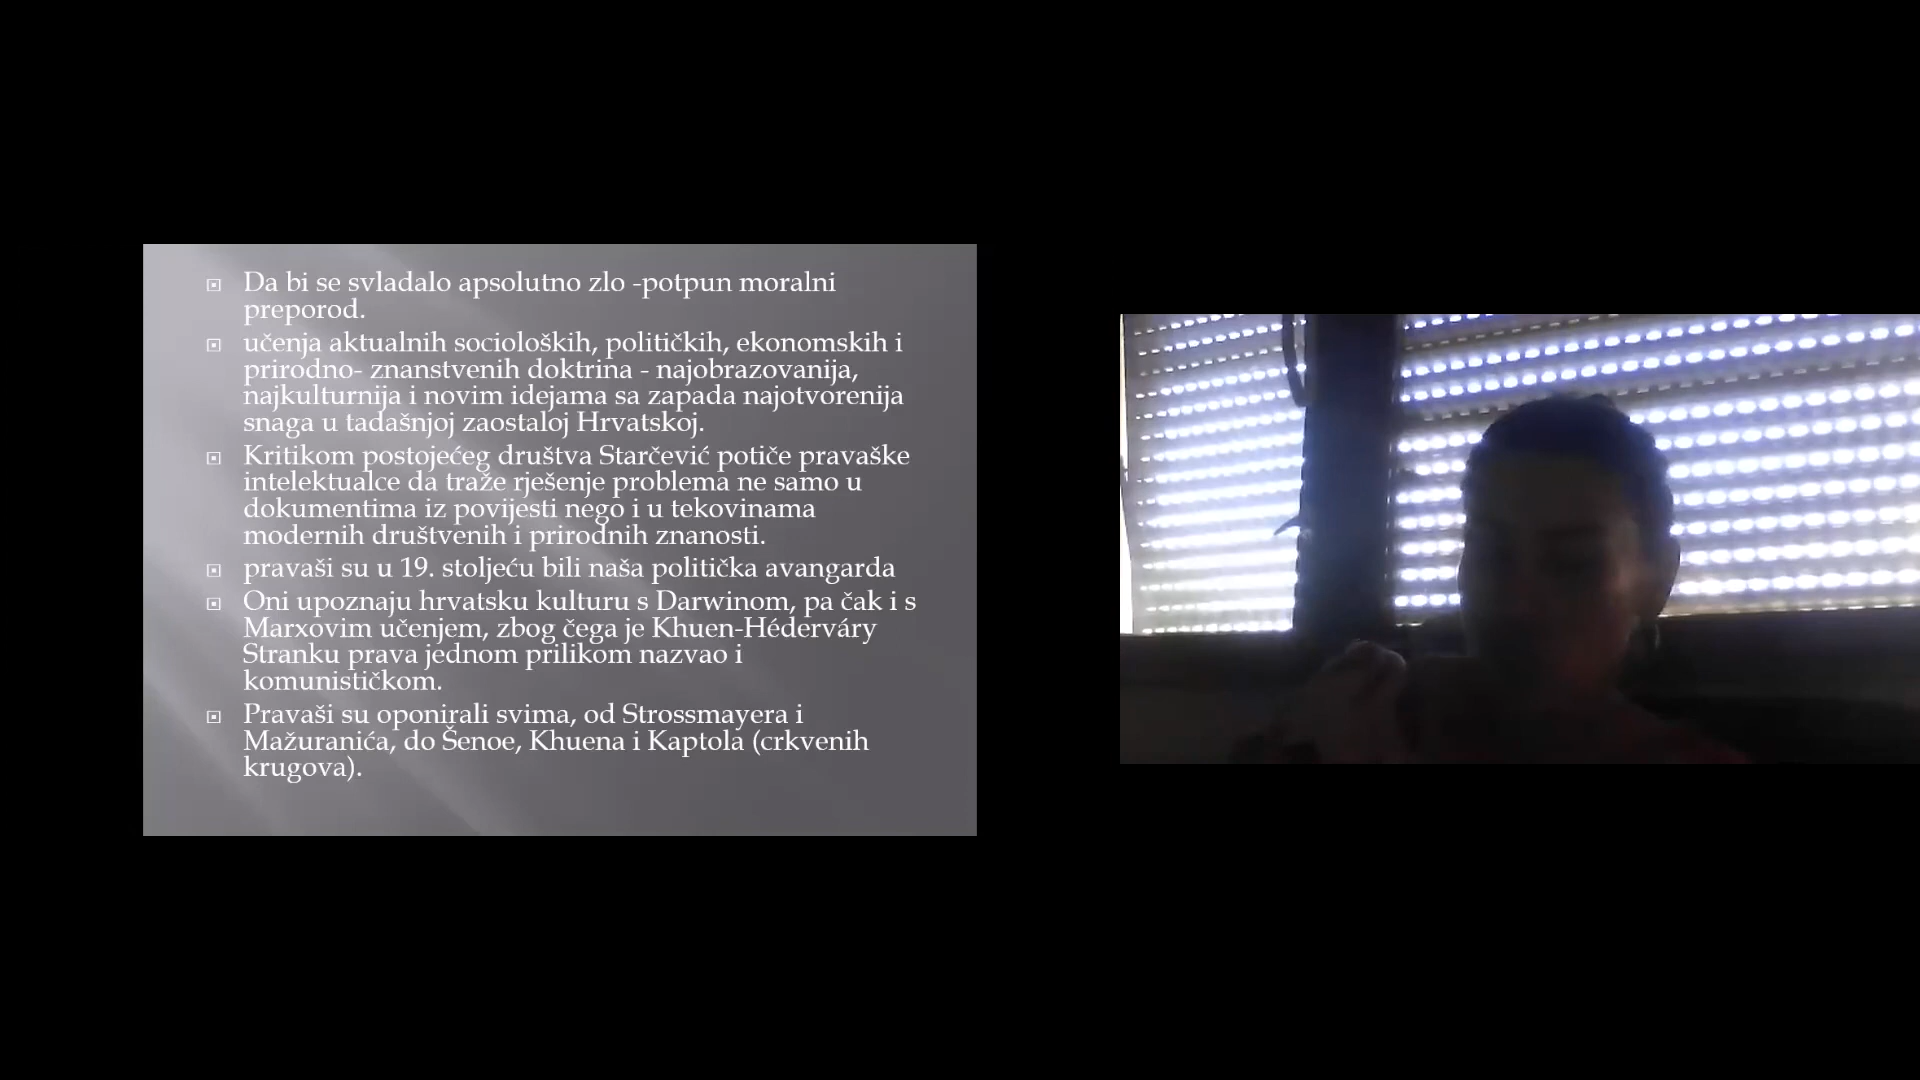 Da bi se svladalo apsolutno zlo -potpun moralni
preporod.
učenja aktualnih socioloških, političkih, ekonomskih i
prirodno- znanstvenih doktrina - najobrazovanija,
najkulturnija i novim idejama sa zapada najotvorenija
snaga u tadašnjoj zaostaloj Hrvatskoj.
Kritikom postojećeg društva Starčević potiče pravaške
intelektualce da traže rješenje problema ne samo u
dokumentima iz povijesti nego i u tekovinama
modernih društvenih i prirodnih znanosti.
pravaši su u 19. stoljeću bili naša politička avangarda
Oni upoznaju hrvatsku kulturu s Darwinom, pa čak i s
Marxovim učenjem, zbog čega je Khuen-Héderváry
Stranku prava jednom prilikom nazvao i
komunističkom.
Pravaši su oponirali svima, od Strossmayera i
Mažuranića, do Šenoe, Khuena i Kaptola (crkvenih
krugova).